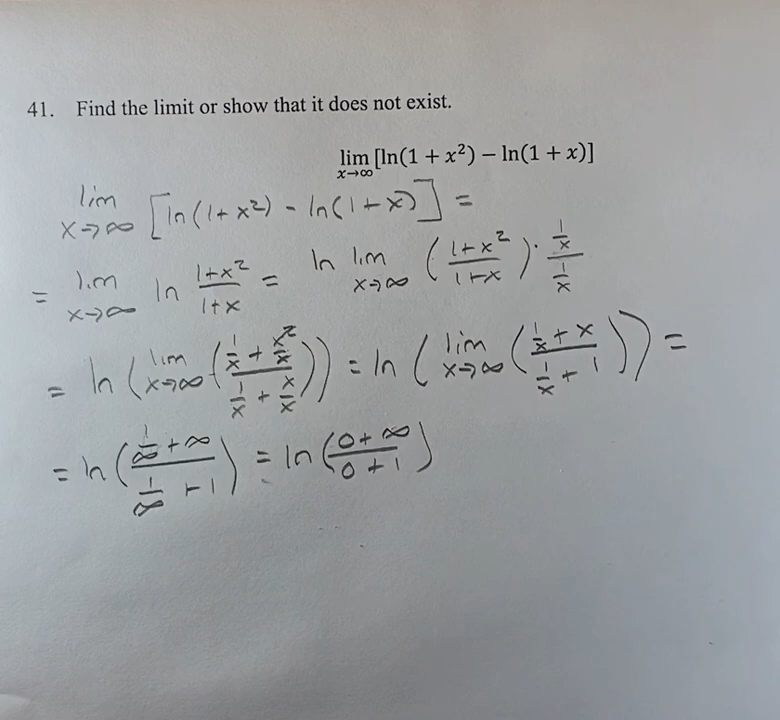 41. Find the limit or show that it does not exist.
lim x→∞ [ln(1 + x²) − ln(1 + x)]
lim x→∞ [ln(1+x²) - ln(1+x)] =
= lim x→∞ ln (1+x²)/(1+x) = ln lim x→∞ ((1+x²)/(1+x)) · (1/x)/(1/x)
= ln(lim x→∞ ((1/x + x²/x)/(1/x + x/x))) = ln(lim x→∞ ((1/x + x)/(1/x + 1))) =
= ln((1/∞ + ∞)/(1/∞ + 1)) = ln((0+∞)/(0+1))